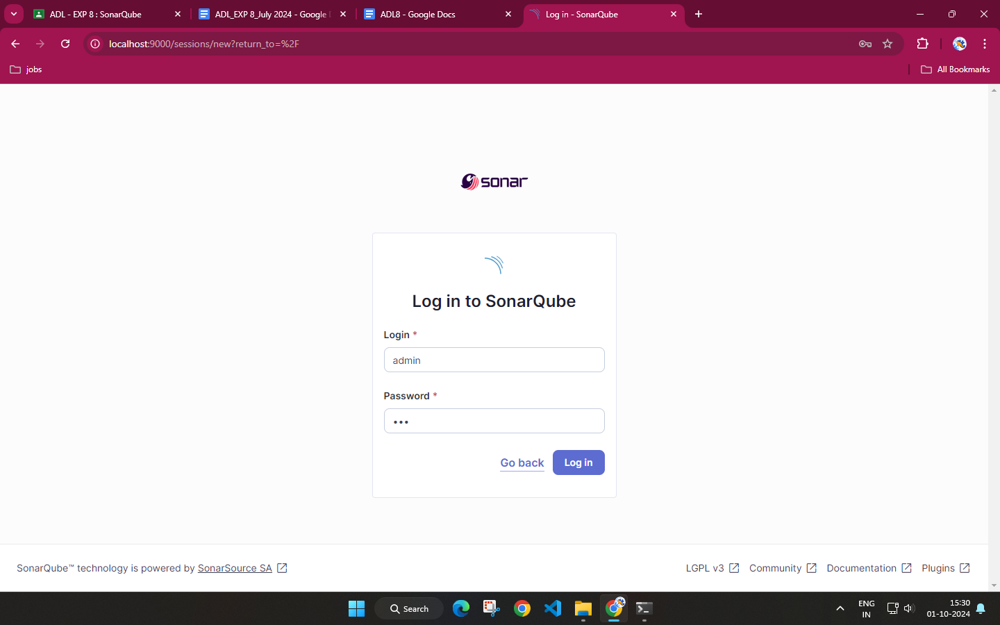 ADL - EXP 8 : SonarQube
ADL_EXP 8_July 2024 - Google
ADL8 - Google Docs
Log in - SonarQube
localhost:9000/sessions/new?return_to=%2F
jobs
All Bookmarks
sonar
Log in to SonarQube
Login *
admin
Password *
•••
Go back
Log in
SonarQube™ technology is powered by SonarSource SA
LGPL v3
Community
Documentation
Plugins
Search
ENG
IN
15:30
01-10-2024